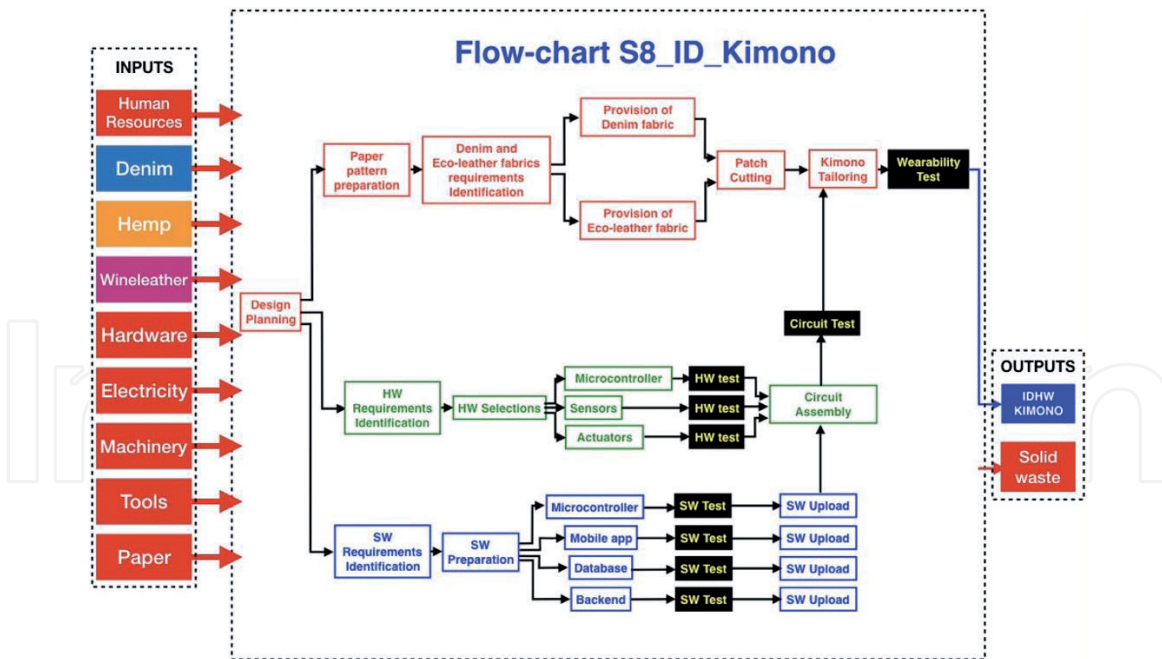 Flow-chart S8_ID_Kimono
INPUTS
Human
Resources
Denim
Hemp
Wineleather
Hardware
Electricity
Machinery
Tools
Paper
Design
Planning
Paper
pattern
preparation
Denim and
Eco-leather fabrics
requirements
Identification
Provision of
Denim fabric
Provision of
Eco-leather fabric
Patch
Cutting
Kimono
Tailoring
Wearability
Test
Circuit Test
HW
Requirements
Identification
HW Selections
Microcontroller
HW test
Sensors
HW test
Actuators
HW test
Circuit
Assembly
SW
Requirements
Identification
SW
Preparation
Microcontroller
SW Test
SW Upload
Mobile app
SW Test
SW Upload
Database
SW Test
SW Upload
Backend
SW Test
SW Upload
OUTPUTS
IDHW
KIMONO
Solid
waste